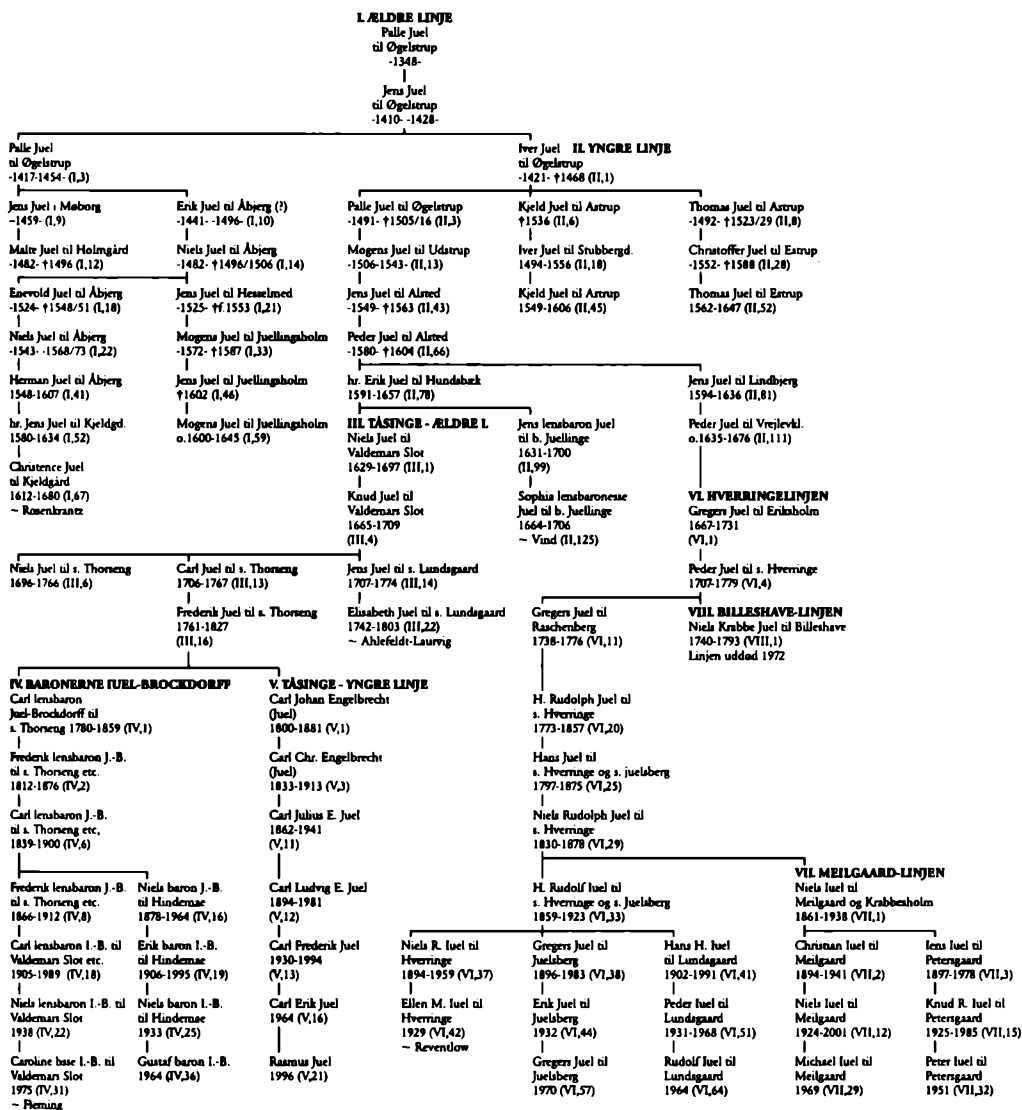 I. ÆLDRE LINJE
Palle Juel
til Øgelstrup
-1348-
Jens Juel
til Øgelstrup
-1410- -1428-
Palle Juel
til Øgelstrup
-1417-1454- (I,3)
Iver Juel II. YNGRE LINJE
til Øgelstrup
-1421- †1468 (II,1)
Jens Juel i Møborg
-1459- (I,9)
Erik Juel til Åbjerg (?)
-1441- -1496- (I,10)
Palle Juel til Øgelstrup
-1491- †1505/16 (II,3)
Kjeld Juel til Astrup
†1536 (II,6)
Thomas Juel til Astrup
-1492- †1523/29 (II,8)
Malte Juel til Holmgård
-1482- †1496 (I,12)
Niels Juel til Åbjerg
-1482- †1496/1506 (I,14)
Mogens Juel til Udstrup
-1506-1543- (II,13)
Iver Juel til Stubbergd.
1494-1556 (II,18)
Christoffer Juel til Estrup
-1552- †1588 (II,28)
Enevold Juel til Åbjerg
-1524- †1548/51 (I,18)
Jens Juel til Hesselmed
-1525- †f.1553 (I,21)
Jens Juel til Alsted
-1549- †1563 (II,43)
Kjeld Juel til Astrup
1549-1606 (II,45)
Thomas Juel til Estrup
1562-1647 (II,52)
Niels Juel til Åbjerg
-1543- -1568/73 (I,22)
Mogens Juel til Juellingsholm
-1572- †1587 (I,33)
Peder Juel til Alsted
-1580- †1604 (II,66)
Herman Juel til Åbjerg
1548-1607 (I,41)
Jens Juel til Juellingsholm
†1602 (I,46)
hr. Erik Juel til Hundsbæk
1591-1657 (II,78)
Jens Juel til Lindbjerg
1594-1636 (II,81)
hr. Jens Juel til Kjeldgd.
1580-1634 (I,52)
Mogens Juel til Juellingsholm
o.1600-1645 (I,59)
III. TÅSINGE - ÆLDRE L
Niels Juel til
Valdemars Slot
1629-1697 (III,1)
Jens lensbaron Juel
til b. Juellinge
1631-1700
(II,99)
Peder Juel til Vrejlevkl.
o.1635-1676 (II,111)
Christence Juel
til Kjeldgård
1612-1680 (I,67)
~ Rosenkrantz
Knud Juel til
Valdemars Slot
1665-1709
(III,4)
Sophia lensbaronesse
Juel til b. Juellinge
1664-1706
~ Vind (II,125)
VI. HVERRINGELINJEN
Gregers Juel til Eriksholm
1667-1731
(VI,1)
Niels Juel til s. Thorseng
1696-1766 (III,6)
Carl Juel til s. Thorseng
1706-1767 (III,13)
Jens Juel til s. Lundsgaard
1707-1774 (III,14)
Peder Juel til s. Hverringe
1707-1779 (VI,4)
Frederik Juel til s. Thorseng
1761-1827
(III,16)
Elisabeth Juel til s. Lundsgaard
1742-1803 (III,22)
~ Ahlefeldt-Laurvig
Gregers Juel til
Raschenberg
1738-1776 (VI,11)
VIII. BILLESHAVE-LINJEN
Niels Krabbe Juel til Billeshave
1740-1793 (VIII,1)
Linjen uddød 1972
IV. BARONERNE IUEL-BROCKDORFF
Carl lensbaron
Juel-Brockdorff til
s. Thorseng 1780-1859 (IV,1)
V. TÅSINGE - YNGRE LINJE
Carl Johan Engelbrecht
(Juel)
1800-1881 (V,1)
H. Rudolph Juel til
s. Hverringe
1773-1857 (VI,20)
Frederik lensbaron J.-B.
til s. Thorseng etc.
1812-1876 (IV,2)
Carl Chr. Engelbrecht
(Juel)
1833-1913 (V,3)
Hans Juel til
s. Hverringe og s. juelsberg
1797-1875 (VI,25)
Carl lensbaron J.-B.
til s. Thorseng etc,
1839-1900 (IV,6)
Carl Julius E. Juel
1862-1941
(V,11)
Niels Rudolph Juel til
s. Hverringe
1830-1878 (VI,29)
Frederik lensbaron J.-B.
til s. Thorseng etc.
1866-1912 (IV,8)
Niels baron J.-B.
til Hindemae
1878-1964 (IV,16)
Carl Ludvig E. Juel
1894-1981
(V,12)
H. Rudolf Iuel til
s. Hverringe og s. Juelsberg
1859-1923 (VI,33)
VII. MEILGAARD-LINJEN
Niels Iuel til
Meilgaard og Krabbesholm
1861-1938 (VII,1)
Carl lensbaron I.-B. til
Valdemars Slot etc.
1905-1989 (IV,18)
Erik baron I.-B.
til Hindemae
1906-1995 (IV,19)
Carl Frederik Juel
1930-1994
(V,13)
Niels R. Iuel til
Hverringe
1894-1959 (VI,37)
Gregers Juel til
Juelsberg
1896-1983 (VI,38)
Hans H. Iuel
til Lundsgaard
1902-1991 (VI,41)
Christian Iuel til
Meilgaard
1894-1941 (VII,2)
Iens Iuel til
Petersgaard
1897-1978 (VII,3)
Niels lensbaron I.-B. til
Valdemars Slot
1938 (IV,22)
Niels baron I.-B.
til Hindemae
1933 (IV,25)
Carl Erik Juel
1964 (V,16)
Ellen M. Iuel til
Hverringe
1929 (VI,42)
~ Reventlow
Erik Juel til
Juelsberg
1932 (VI,44)
Peder Iuel til
Lundsgaard
1931-1968 (VI,51)
Niels Iuel til
Meilgaard
1924-2001 (VII,12)
Knud R. Iuel til
Petersgaard
1925-1985 (VII,15)
Caroline bsse I.-B. til
Valdemars Slot
1975 (IV,31)
~ Fleming
Gustaf baron I.-B.
1964 (IV,36)
Rasmus Juel
1996 (V,21)
Gregers Juel til
Juelsberg
1970 (VI,57)
Rudolf Iuel til
Lundsgaard
1964 (VI,64)
Michael Iuel til
Meilgaard
1969 (VII,29)
Peter Iuel til
Petersgaard
1951 (VII,32)